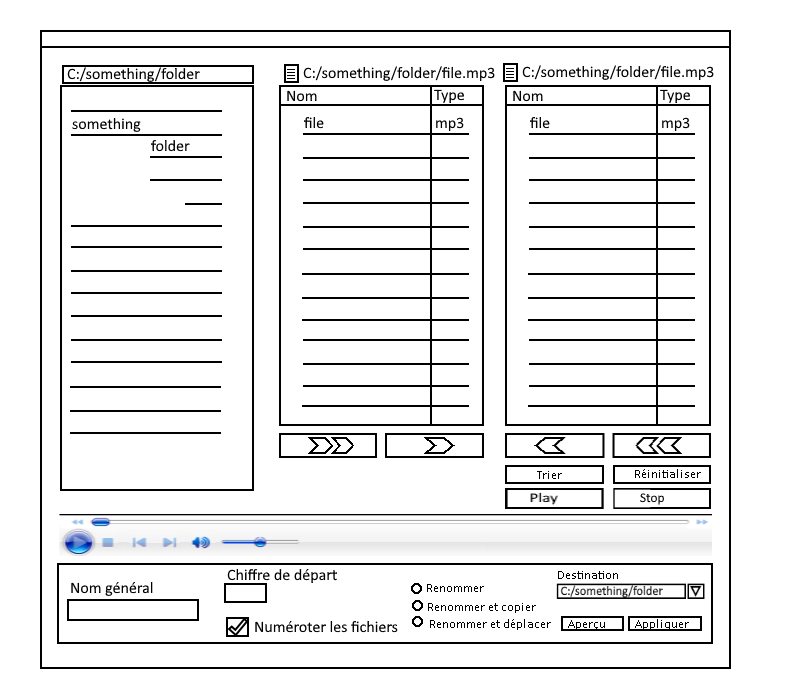 C:/something/folder
something
folder
C:/something/folder/file.mp3
Nom Type
file mp3
C:/something/folder/file.mp3
Nom Type
file mp3
Trier Réinitialiser
Play Stop
Nom général
Chiffre de départ
Numéroter les fichiers
Renommer
Renommer et copier
Renommer et déplacer
Destination
C:/something/folder
Aperçu Appliquer